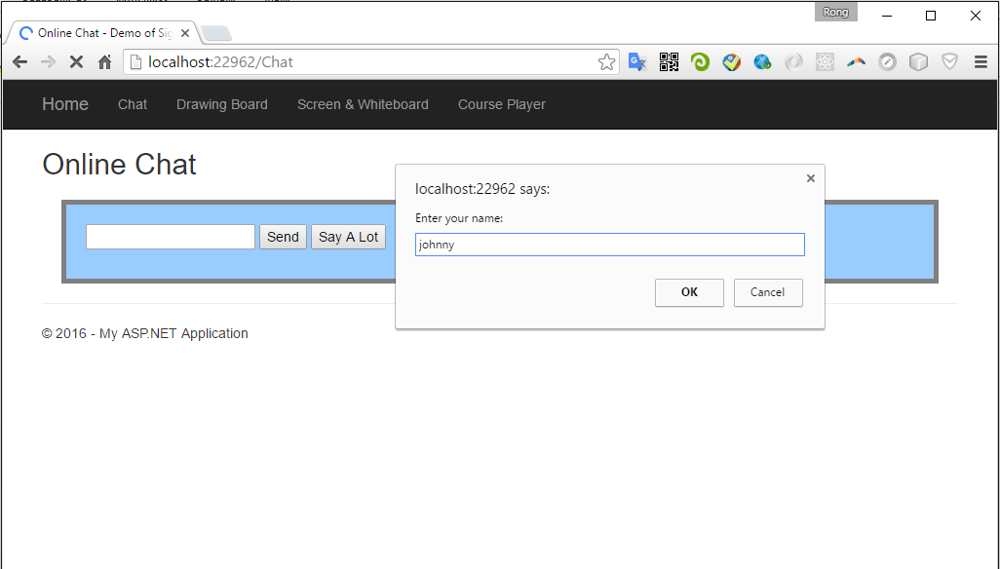 Rong
Online Chat - Demo of Sig
localhost:22962/Chat
Home Chat Drawing Board Screen & Whiteboard Course Player
Online Chat
Send Say A Lot
localhost:22962 says:
Enter your name:
johnny
OK Cancel
© 2016 - My ASP.NET Application